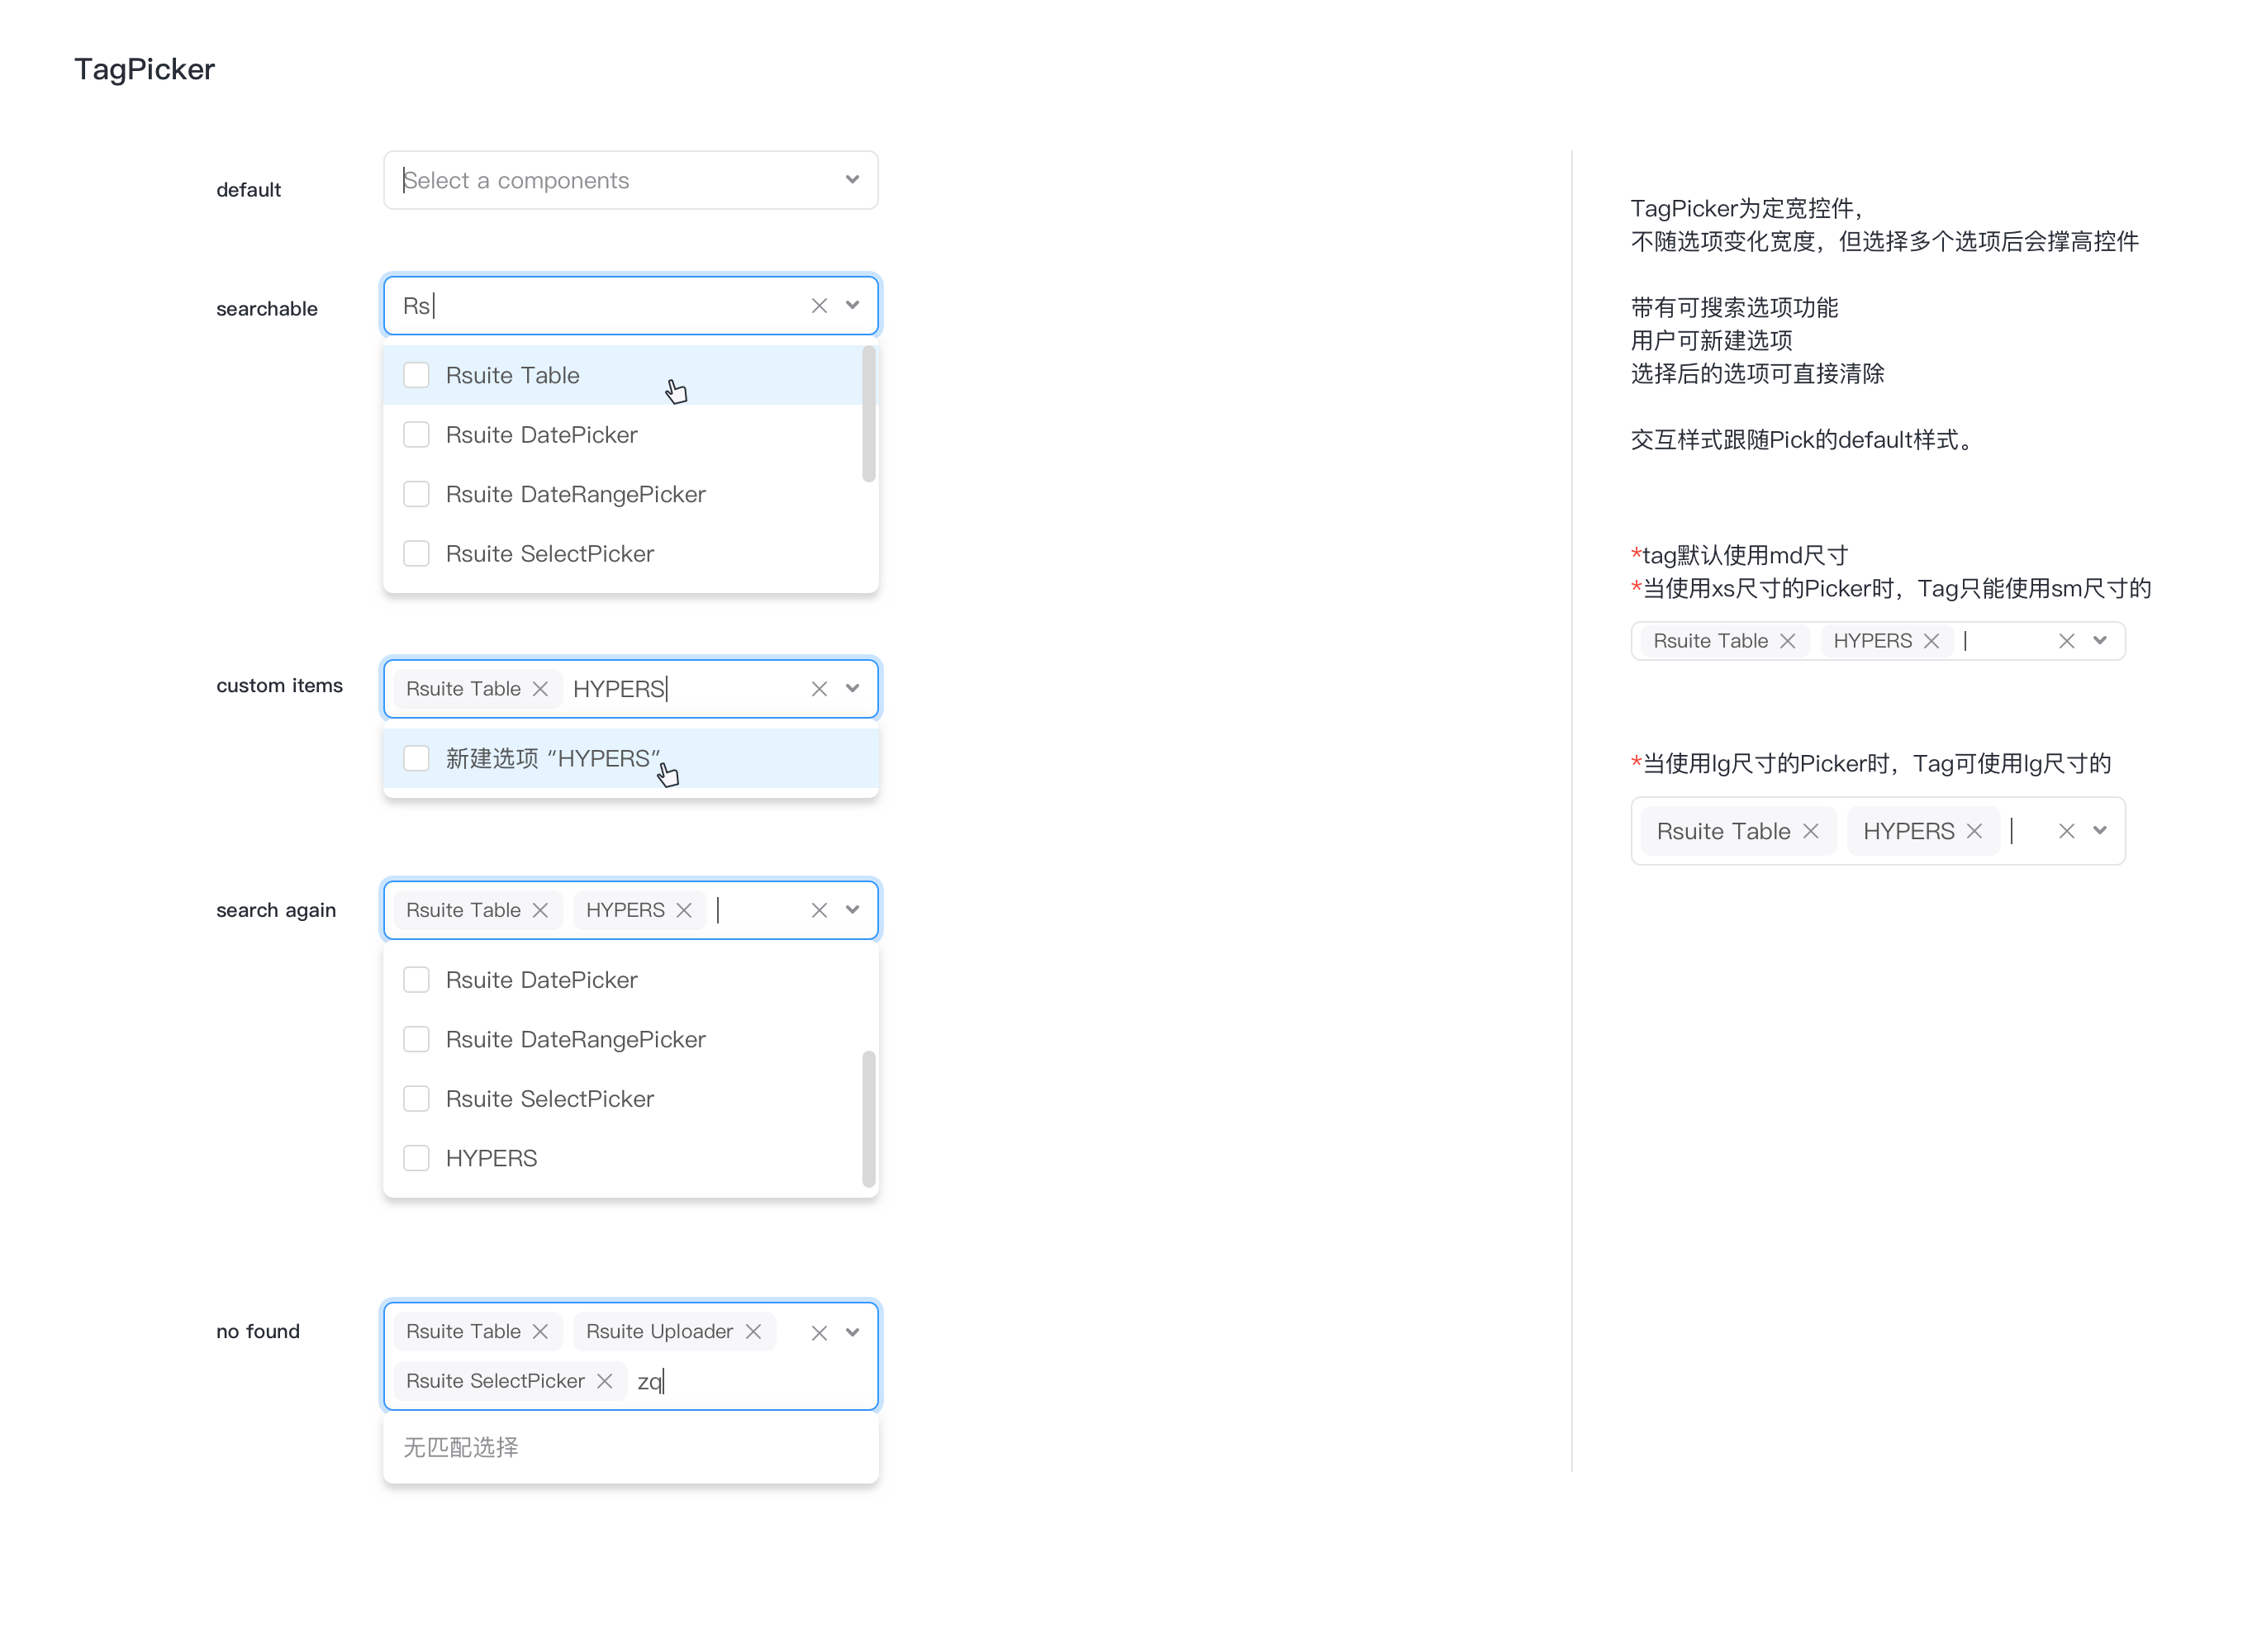 TagPicker
default
Select a components
searchable
Rs
Rsuite Table
Rsuite DatePicker
Rsuite DateRangePicker
Rsuite SelectPicker
custom items
Rsuite Table HYPERS
新建选项 “HYPERS”
search again
Rsuite Table HYPERS
Rsuite DatePicker
Rsuite DateRangePicker
Rsuite SelectPicker
HYPERS
no found
Rsuite Table Rsuite Uploader
Rsuite SelectPicker zq
无匹配选择
TagPicker为定宽控件，
不随选项变化宽度，但选择多个选项后会撑高控件
带有可搜索选项功能
用户可新建选项
选择后的选项可直接清除
交互样式跟随Pick的default样式。
*tag默认使用md尺寸
*当使用xs尺寸的Picker时，Tag只能使用sm尺寸的
Rsuite Table HYPERS
*当使用lg尺寸的Picker时，Tag可使用lg尺寸的
Rsuite Table HYPERS